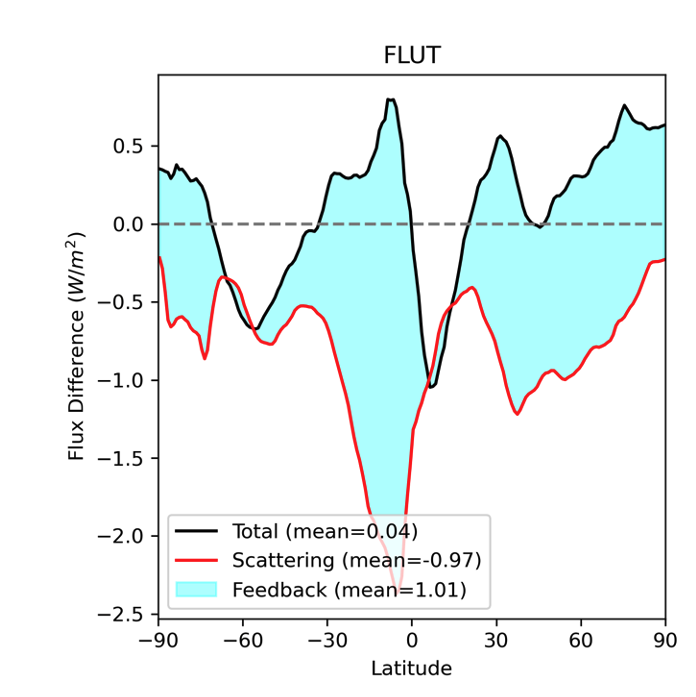 FLUT
Flux Difference (W/m²)
0.5
0.0
−0.5
−1.0
−1.5
−2.0
−2.5
Total (mean=0.04)
Scattering (mean=-0.97)
Feedback (mean=1.01)
−90 −60 −30 0 30 60 90
Latitude